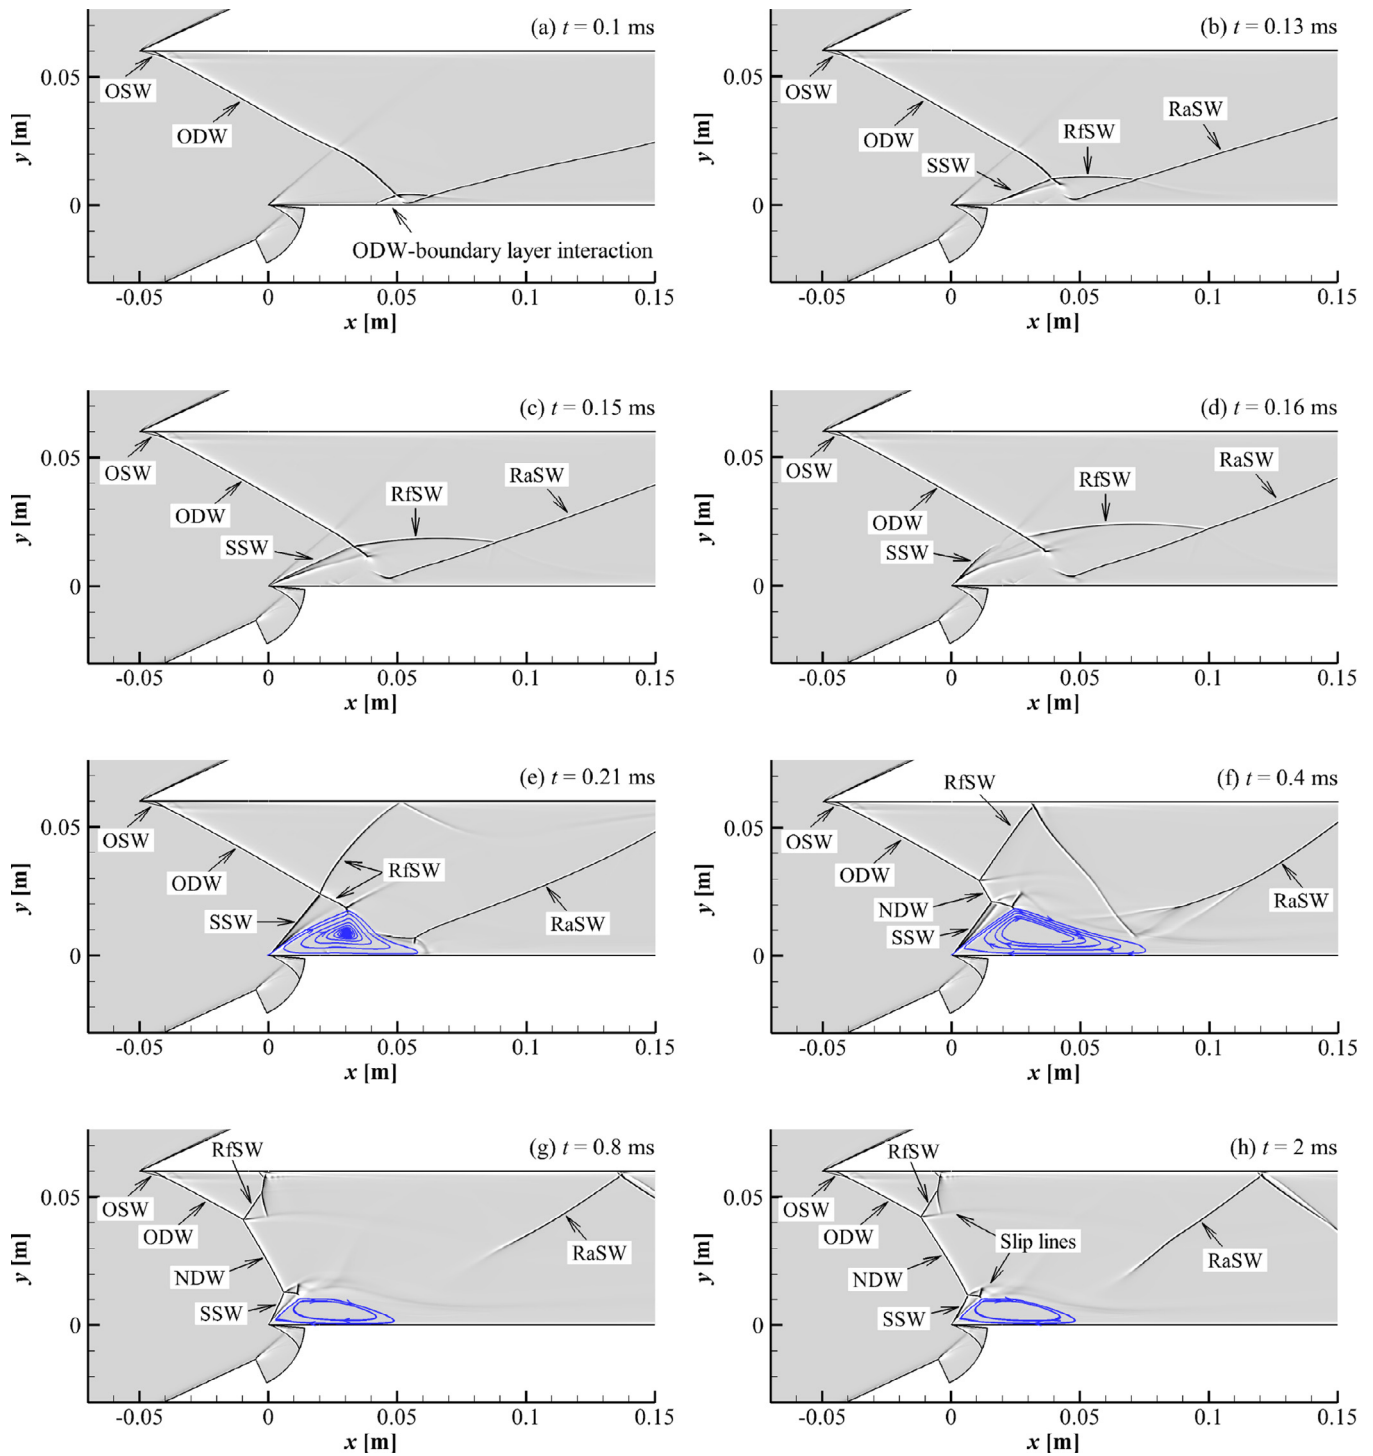 (a) t = 0.1 ms
0.05
OSW
ODW
y [m]
0
ODW-boundary layer interaction
-0.05 0 0.05 0.1 0.15
x [m]
(b) t = 0.13 ms
0.05
OSW
RaSW
RfSW
ODW
SSW
y [m]
0
-0.05 0 0.05 0.1 0.15
x [m]
(c) t = 0.15 ms
0.05
OSW
RaSW
RfSW
ODW
SSW
y [m]
0
-0.05 0 0.05 0.1 0.15
x [m]
(d) t = 0.16 ms
0.05
OSW
RaSW
RfSW
ODW
SSW
y [m]
0
-0.05 0 0.05 0.1 0.15
x [m]
(e) t = 0.21 ms
0.05
OSW
RfSW
ODW
SSW
RaSW
y [m]
0
-0.05 0 0.05 0.1 0.15
x [m]
(f) t = 0.4 ms
RfSW
0.05
OSW
ODW
RaSW
NDW
SSW
y [m]
0
-0.05 0 0.05 0.1 0.15
x [m]
(g) t = 0.8 ms
RfSW
0.05
OSW
ODW
RaSW
NDW
SSW
y [m]
0
-0.05 0 0.05 0.1 0.15
x [m]
(h) t = 2 ms
RfSW
0.05
OSW
ODW
Slip lines
RaSW
NDW
SSW
y [m]
0
-0.05 0 0.05 0.1 0.15
x [m]